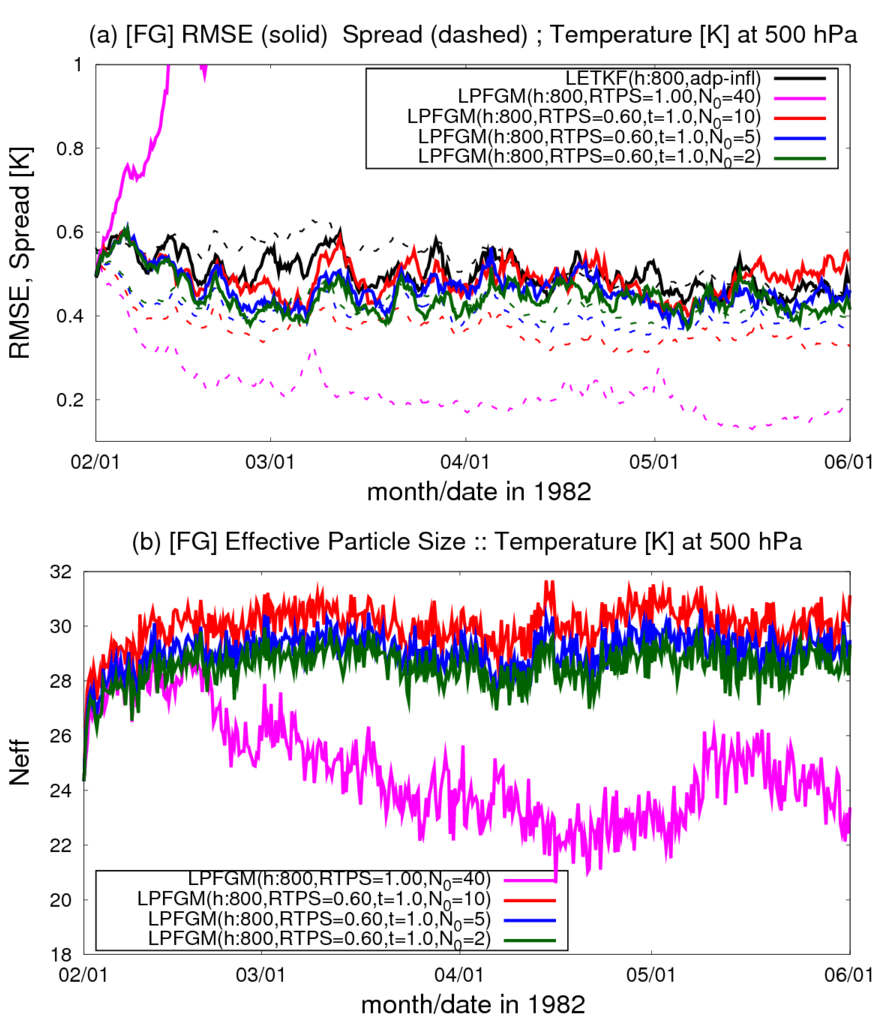 (a) [FG] RMSE (solid)  Spread (dashed) ; Temperature [K] at 500 hPa
LETKF(h:800,adp-infl)
LPFGM(h:800,RTPS=1.00,N0=40)
LPFGM(h:800,RTPS=0.60,t=1.0,N0=10)
LPFGM(h:800,RTPS=0.60,t=1.0,N0=5)
LPFGM(h:800,RTPS=0.60,t=1.0,N0=2)
RMSE, Spread [K]
1
0.8
0.6
0.4
0.2
02/01 03/01 04/01 05/01 06/01
month/date in 1982
(b) [FG] Effective Particle Size :: Temperature [K] at 500 hPa
Neff
32
30
28
26
24
22
20
18
LPFGM(h:800,RTPS=1.00,N0=40)
LPFGM(h:800,RTPS=0.60,t=1.0,N0=10)
LPFGM(h:800,RTPS=0.60,t=1.0,N0=5)
LPFGM(h:800,RTPS=0.60,t=1.0,N0=2)
02/01 03/01 04/01 05/01 06/01
month/date in 1982